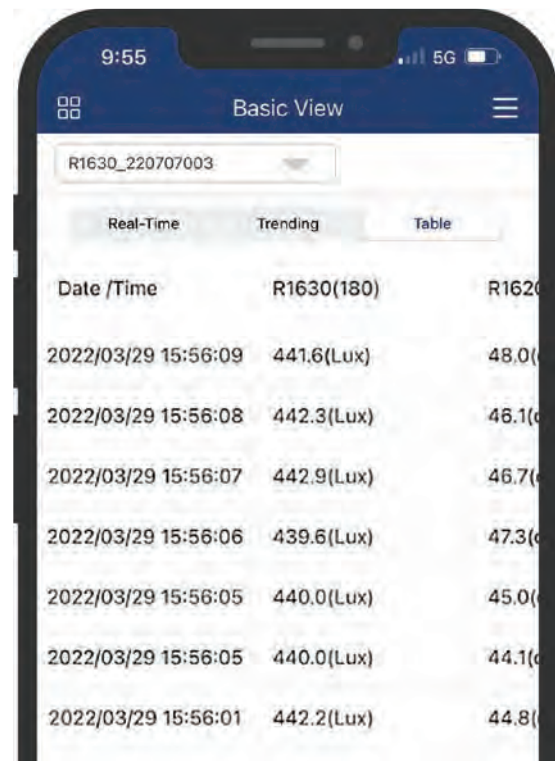 9:55 5G
Basic View
R1630_220707003
Real-Time Trending Table
Date /Time R1630(180) R1620
2022/03/29 15:56:09 441.6(Lux) 48.0(
2022/03/29 15:56:08 442.3(Lux) 46.1(
2022/03/29 15:56:07 442.9(Lux) 46.7(
2022/03/29 15:56:06 439.6(Lux) 47.3(
2022/03/29 15:56:05 440.0(Lux) 45.0(
2022/03/29 15:56:05 440.0(Lux) 44.1(
2022/03/29 15:56:01 442.2(Lux) 44.8(